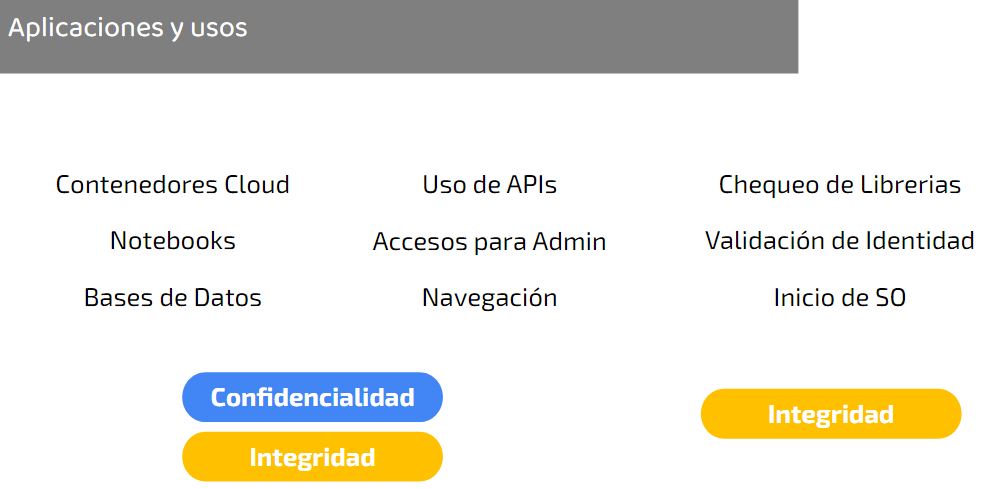 Aplicaciones y usos
Contenedores Cloud
Notebooks
Bases de Datos
Uso de APIs
Accesos para Admin
Navegación
Chequeo de Librerias
Validación de Identidad
Inicio de SO
Confidencialidad
Integridad
Integridad